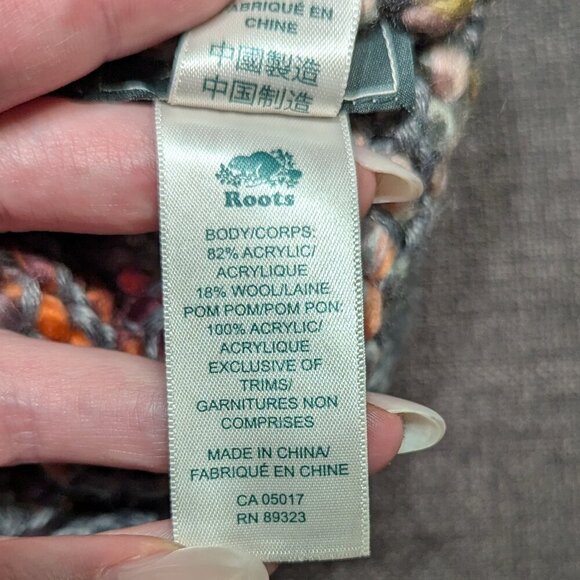 FABRIQUÉ EN
CHINE
中國製造
中国制造
Roots
BODY/CORPS:
82% ACRYLIC/
ACRYLIQUE
18% WOOL/LAINE
POM POM/POM PON:
100% ACRYLIC/
ACRYLIQUE
EXCLUSIVE OF
TRIMS/
GARNITURES NON
COMPRISES
MADE IN CHINA/
FABRIQUÉ EN CHINE
CA 05017
RN 89323